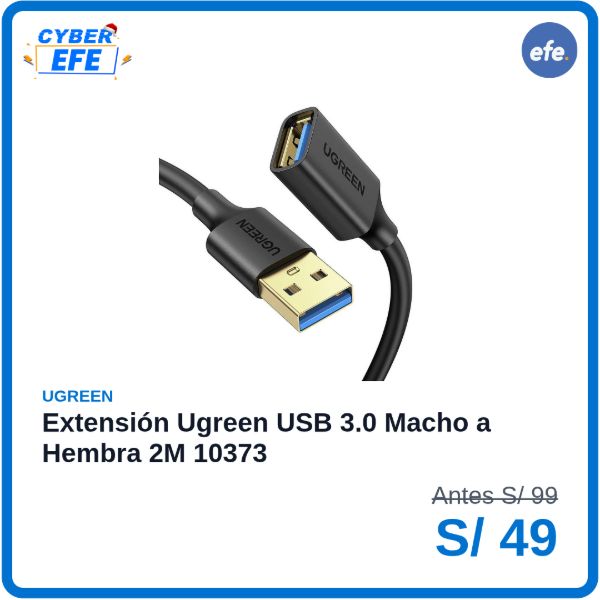 CYBER
EFE
efe.
UGREEN
UGREEN
UGREEN
Extensión Ugreen USB 3.0 Macho a
Hembra 2M 10373
Antes S/ 99
S/ 49